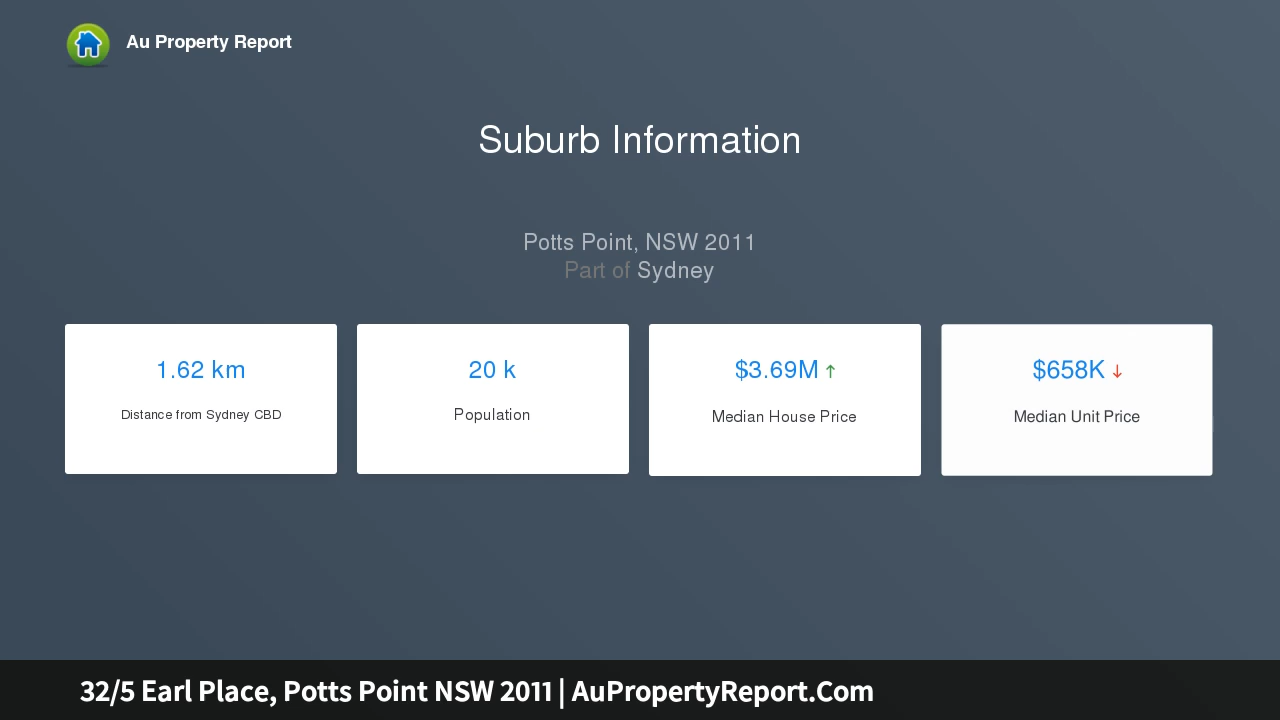 Au Property Report
Suburb Information
Potts Point, NSW 2011
Part of Sydney
1.62 km
Distance from Sydney CBD
20 k
Population
$3.69M ↑
Median House Price
$658K ↓
Median Unit Price
32/5 Earl Place, Potts Point NSW 2011 | AuPropertyReport.Com